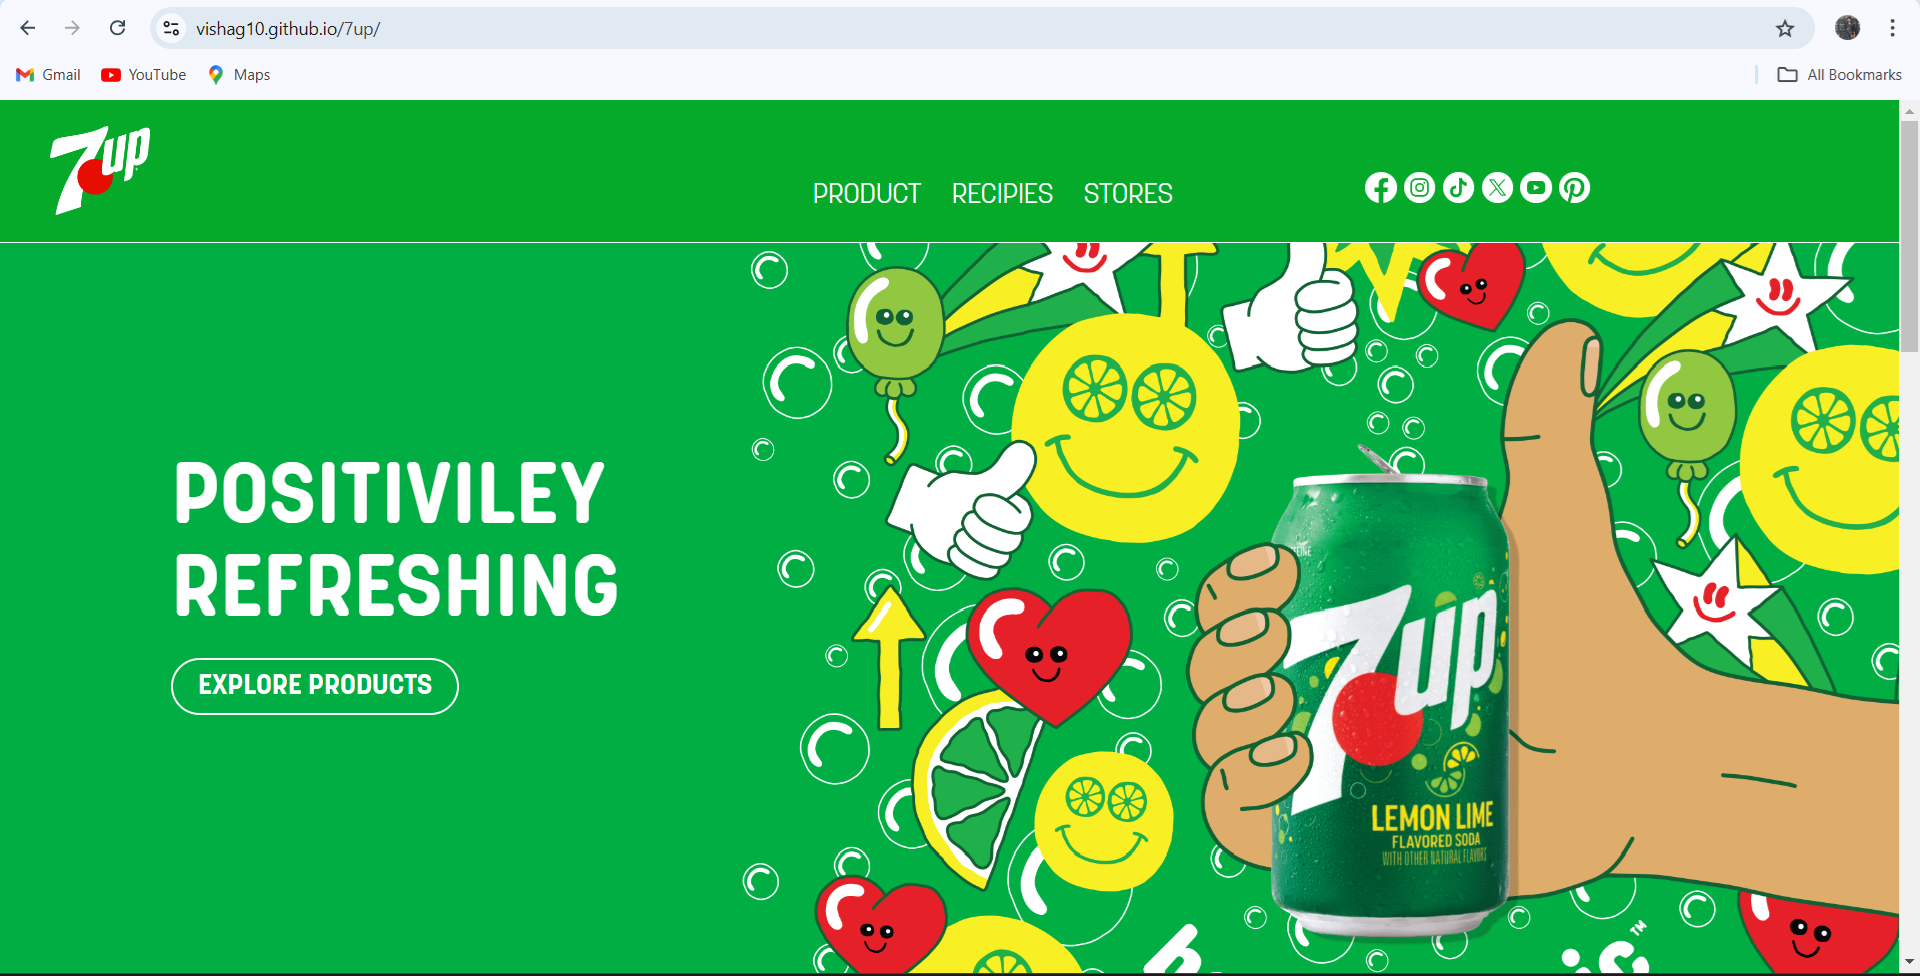 vishag10.github.io/7up/
Gmail YouTube Maps All Bookmarks
7up
PRODUCT RECIPIES STORES
POSITIVILEY
REFRESHING
EXPLORE PRODUCTS
7up
LEMON LIME
FLAVORED SODA
WITH OTHER NATURAL FLAVORS
TM